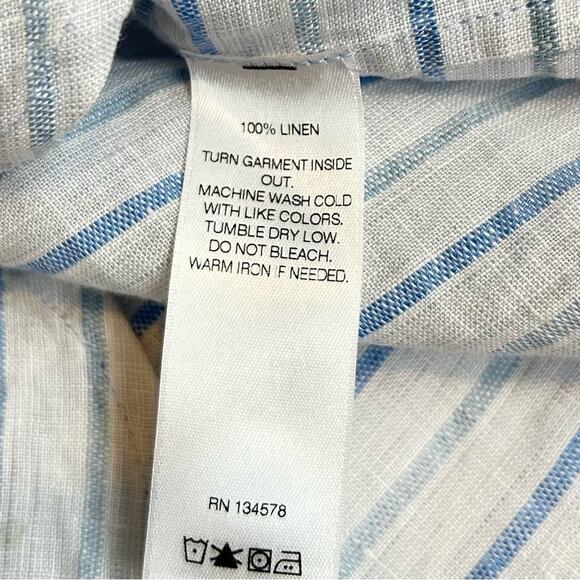 100% LINEN
TURN GARMENT INSIDE
OUT.
MACHINE WASH COLD
WITH LIKE COLORS.
TUMBLE DRY LOW.
DO NOT BLEACH.
WARM IRON IF NEEDED.
RN 134578